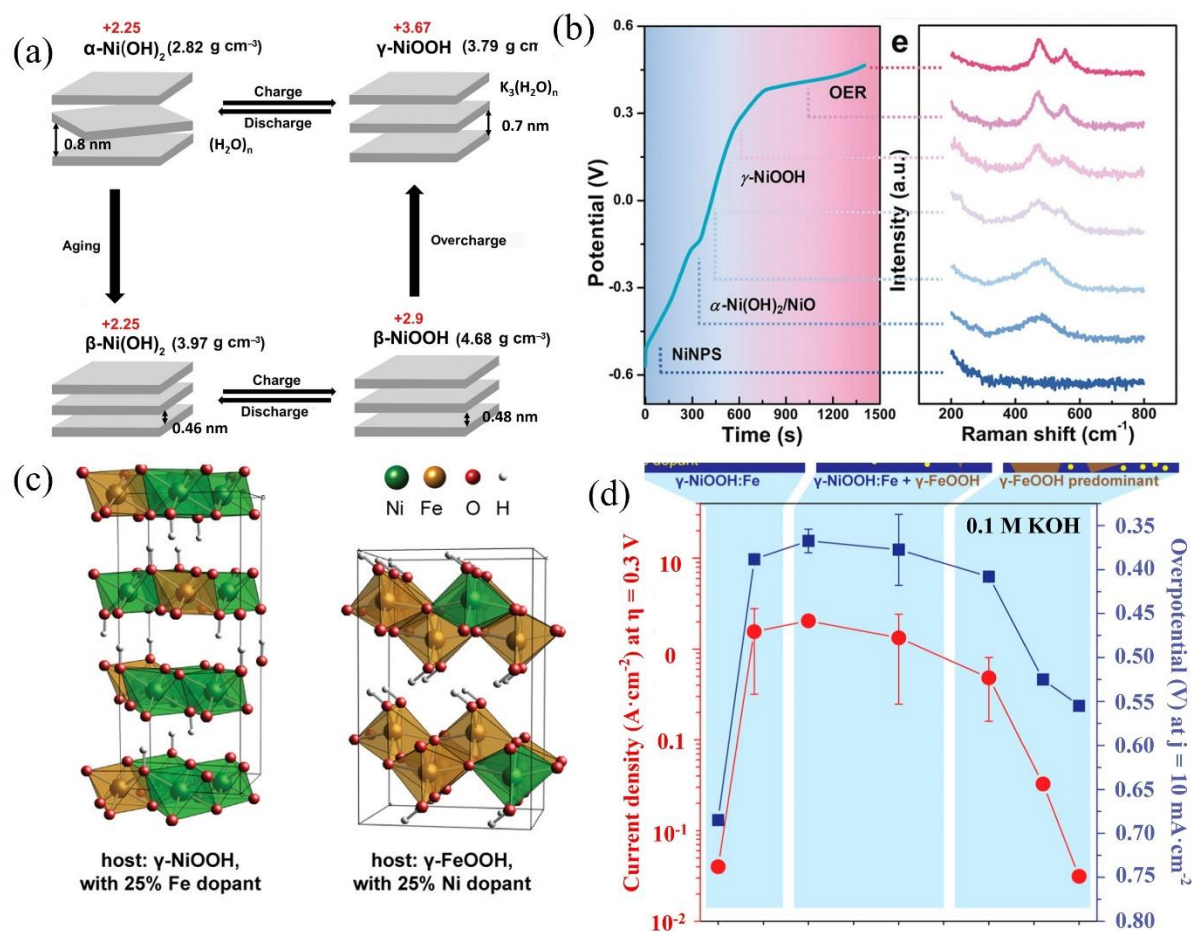 (a)
+2.25
α-Ni(OH)₂ (2.82 g cm⁻³)
+3.67
γ-NiOOH (3.79 g cm
Charge
Discharge
K₃(H₂O)ₙ
0.7 nm
0.8 nm
(H₂O)ₙ
Aging
Overcharge
+2.25
β-Ni(OH)₂ (3.97 g cm⁻³)
+2.9
β-NiOOH (4.68 g cm⁻³)
Charge
Discharge
0.46 nm
0.48 nm
(b)
Potential (V)
0.6
0.3
0.0
-0.3
-0.6
OER
γ-NiOOH
α-Ni(OH)₂/NiO
NiNPS
0 300 600 900 1200 1500
Time (s)
e
Intensity (a.u.)
200 400 600 800
Raman shift (cm⁻¹)
(c)
Ni Fe O H
host: γ-NiOOH,
with 25% Fe dopant
host: γ-FeOOH,
with 25% Ni dopant
(d)
dopant
γ-NiOOH:Fe
γ-NiOOH:Fe + γ-FeOOH
γ-FeOOH predominant
0.1 M KOH
Current density (A·cm⁻²) at η = 0.3 V
10
0
0.1
10⁻¹
10⁻²
Overpotential (V) at j = 10 mA·cm⁻²
0.35
0.40
0.45
0.50
0.55
0.60
0.65
0.70
0.75
0.80